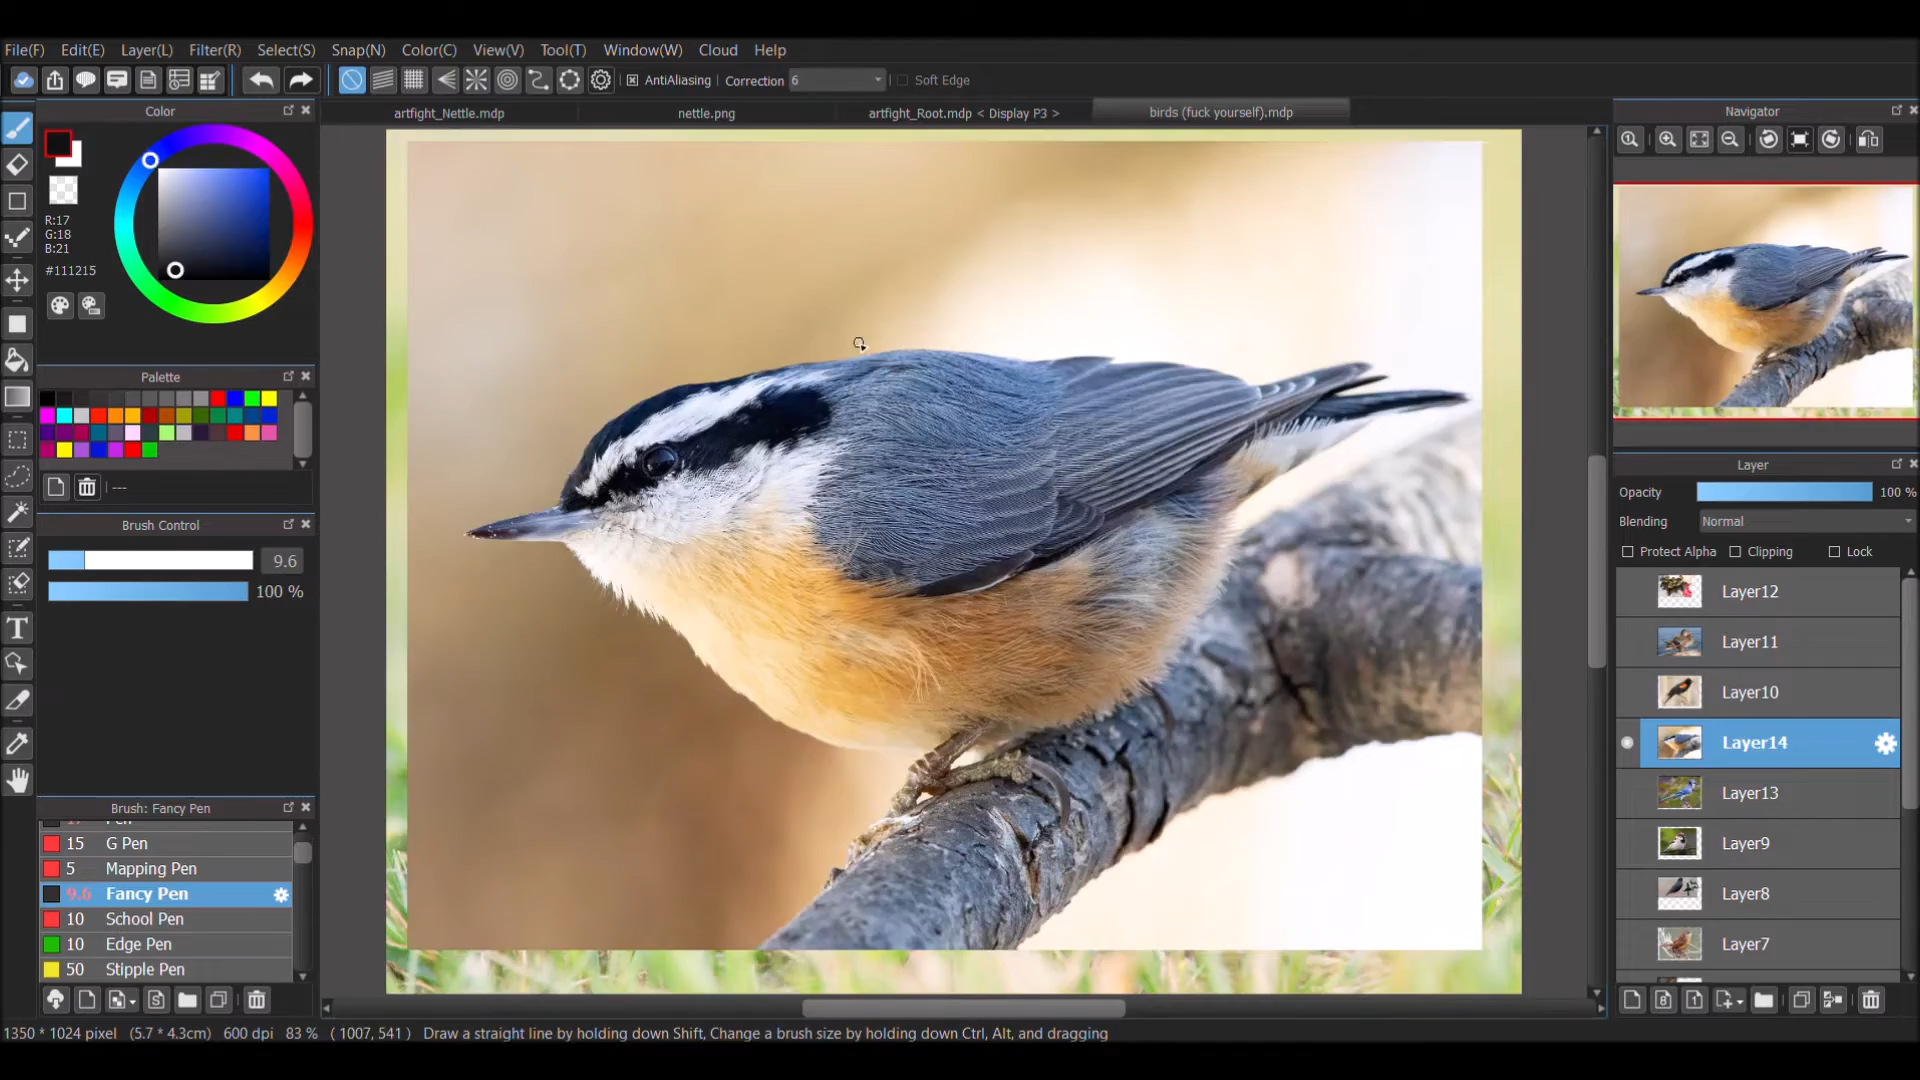 File(F) Edit(E) Layer(L) Filter(R) Select(S) Snap(N) Color(C) View(V) Tool(T) Window(W) Cloud Help
AntiAliasing Correction 6 Soft Edge
Color
artfight_Nettle.mdp nettle.png artfight_Root.mdp < Display P3 > birds (fuck yourself).mdp
Navigator
R:17
G:18
B:21
#111215
Palette
---
Brush Control
9.6
100 %
Layer
Opacity 100 %
Blending Normal
Protect Alpha Clipping Lock
Layer12
Layer11
Layer10
Layer14
Layer13
Layer9
Layer8
Layer7
Brush: Fancy Pen
15 G Pen
5 Mapping Pen
9.6 Fancy Pen
10 School Pen
10 Edge Pen
50 Stipple Pen
1350 * 1024 pixel (5.7 * 4.3cm) 600 dpi 83 % ( 1007, 541 ) Draw a straight line by holding down Shift, Change a brush size by holding down Ctrl, Alt, and dragging